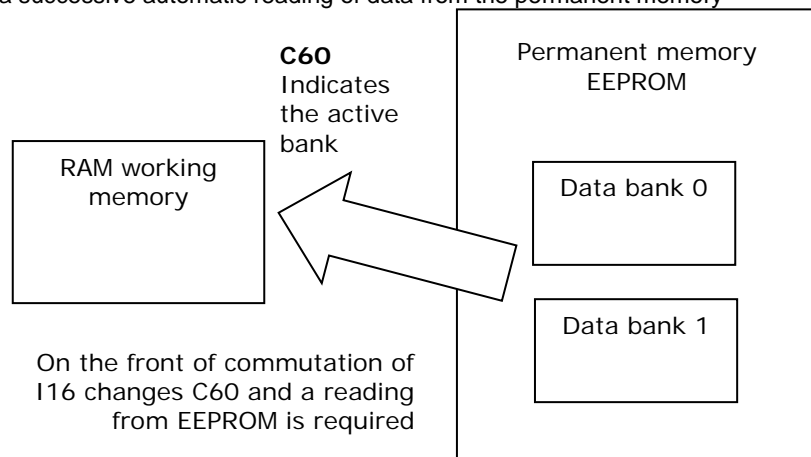 a successive automatic reading of data from the permanent memory
C60
Indicates
the active
bank
Permanent memory
EEPROM
RAM working
memory
Data bank 0
Data bank 1
On the front of commutation of
I16 changes C60 and a reading
from EEPROM is required